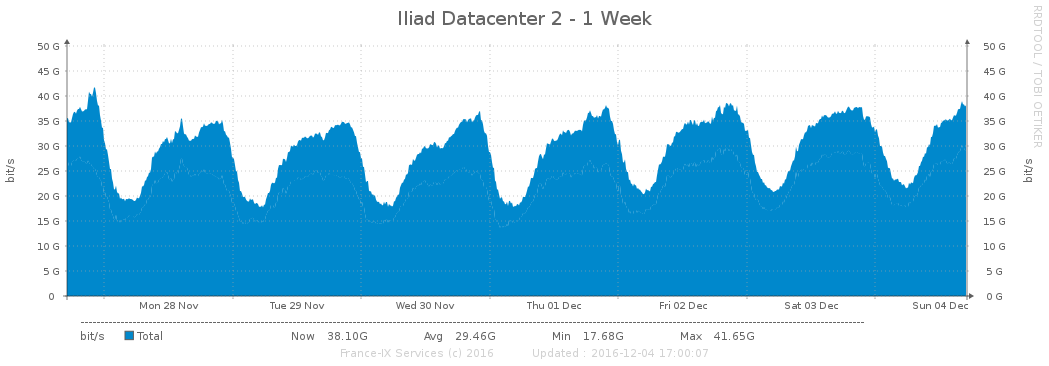 Iliad Datacenter 2 - 1 Week
RRDTOOL / TOBI OETIKER
bit/s
50 G
45 G
40 G
35 G
30 G
25 G
20 G
15 G
10 G
5 G
0
50 G
45 G
40 G
35 G
30 G
25 G
20 G
15 G
10 G
5 G
0 G
bit/s
Mon 28 Nov Tue 29 Nov Wed 30 Nov Thu 01 Dec Fri 02 Dec Sat 03 Dec Sun 04 Dec
bit/s Total Now 38.10G Avg 29.46G Min 17.68G Max 41.65G
France-IX Services (c) 2016 Updated : 2016-12-04 17:00:07